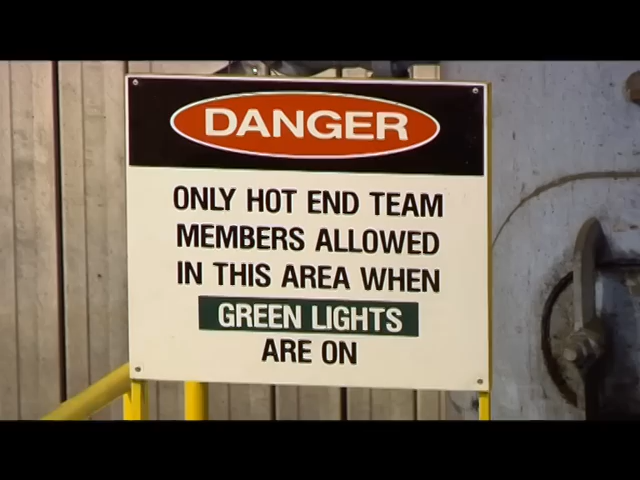 DANGER
ONLY HOT END TEAM
MEMBERS ALLOWED
IN THIS AREA WHEN
GREEN LIGHTS
ARE ON